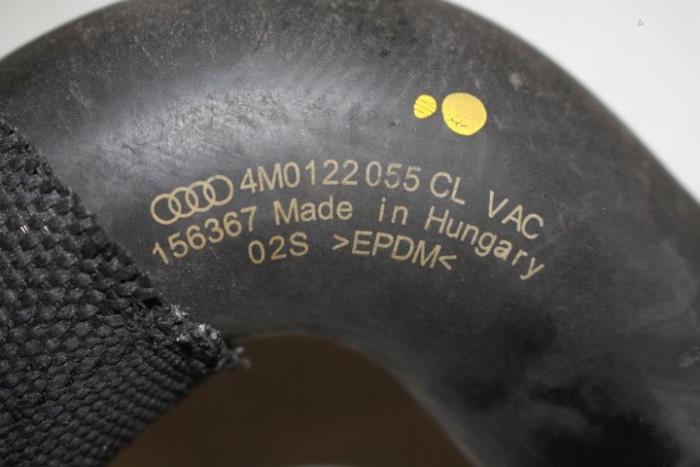 4M0122055 CL VAC
156367 Made in Hungary
02S >EPDM<